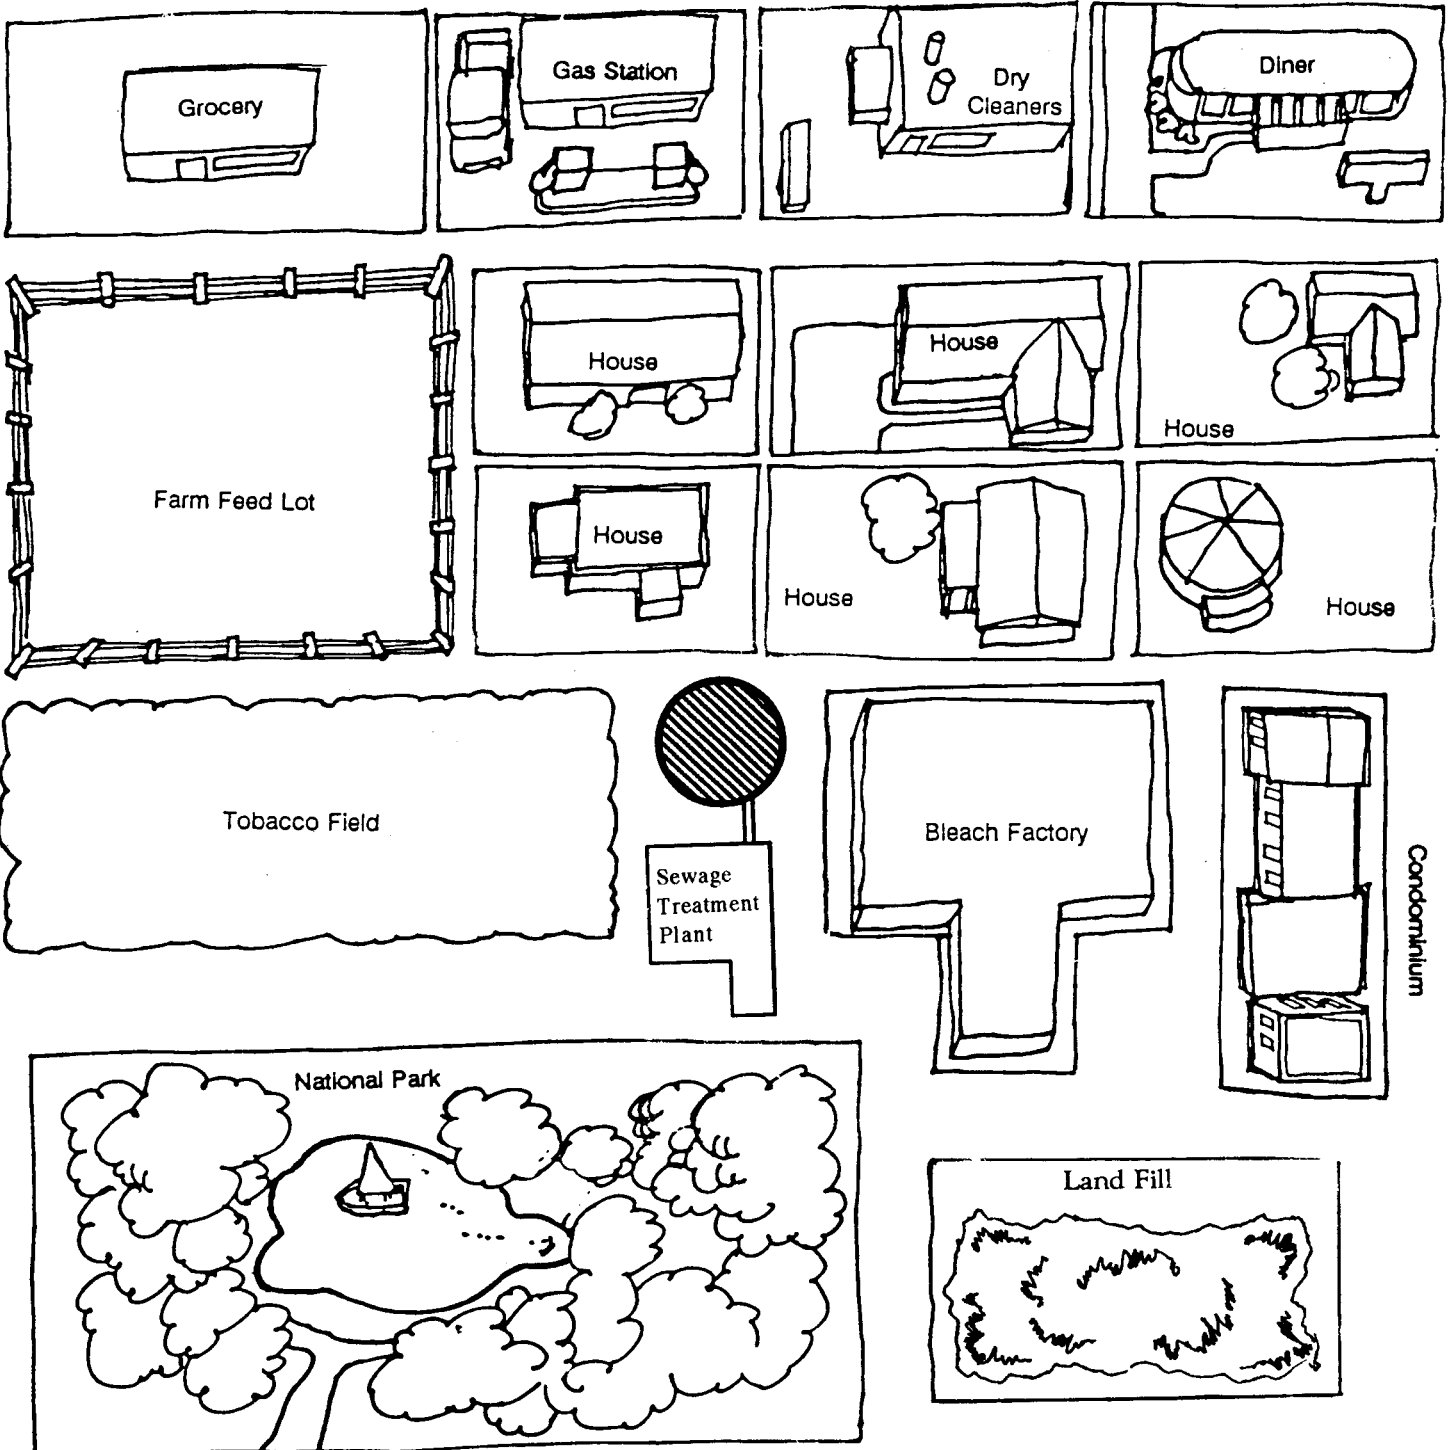 Grocery
Gas Station
Dry
Cleaners
Diner
House
House
House
Farm Feed Lot
House
House
House
Tobacco Field
Sewage
Treatment
Plant
Bleach Factory
Condominium
National Park
Land Fill